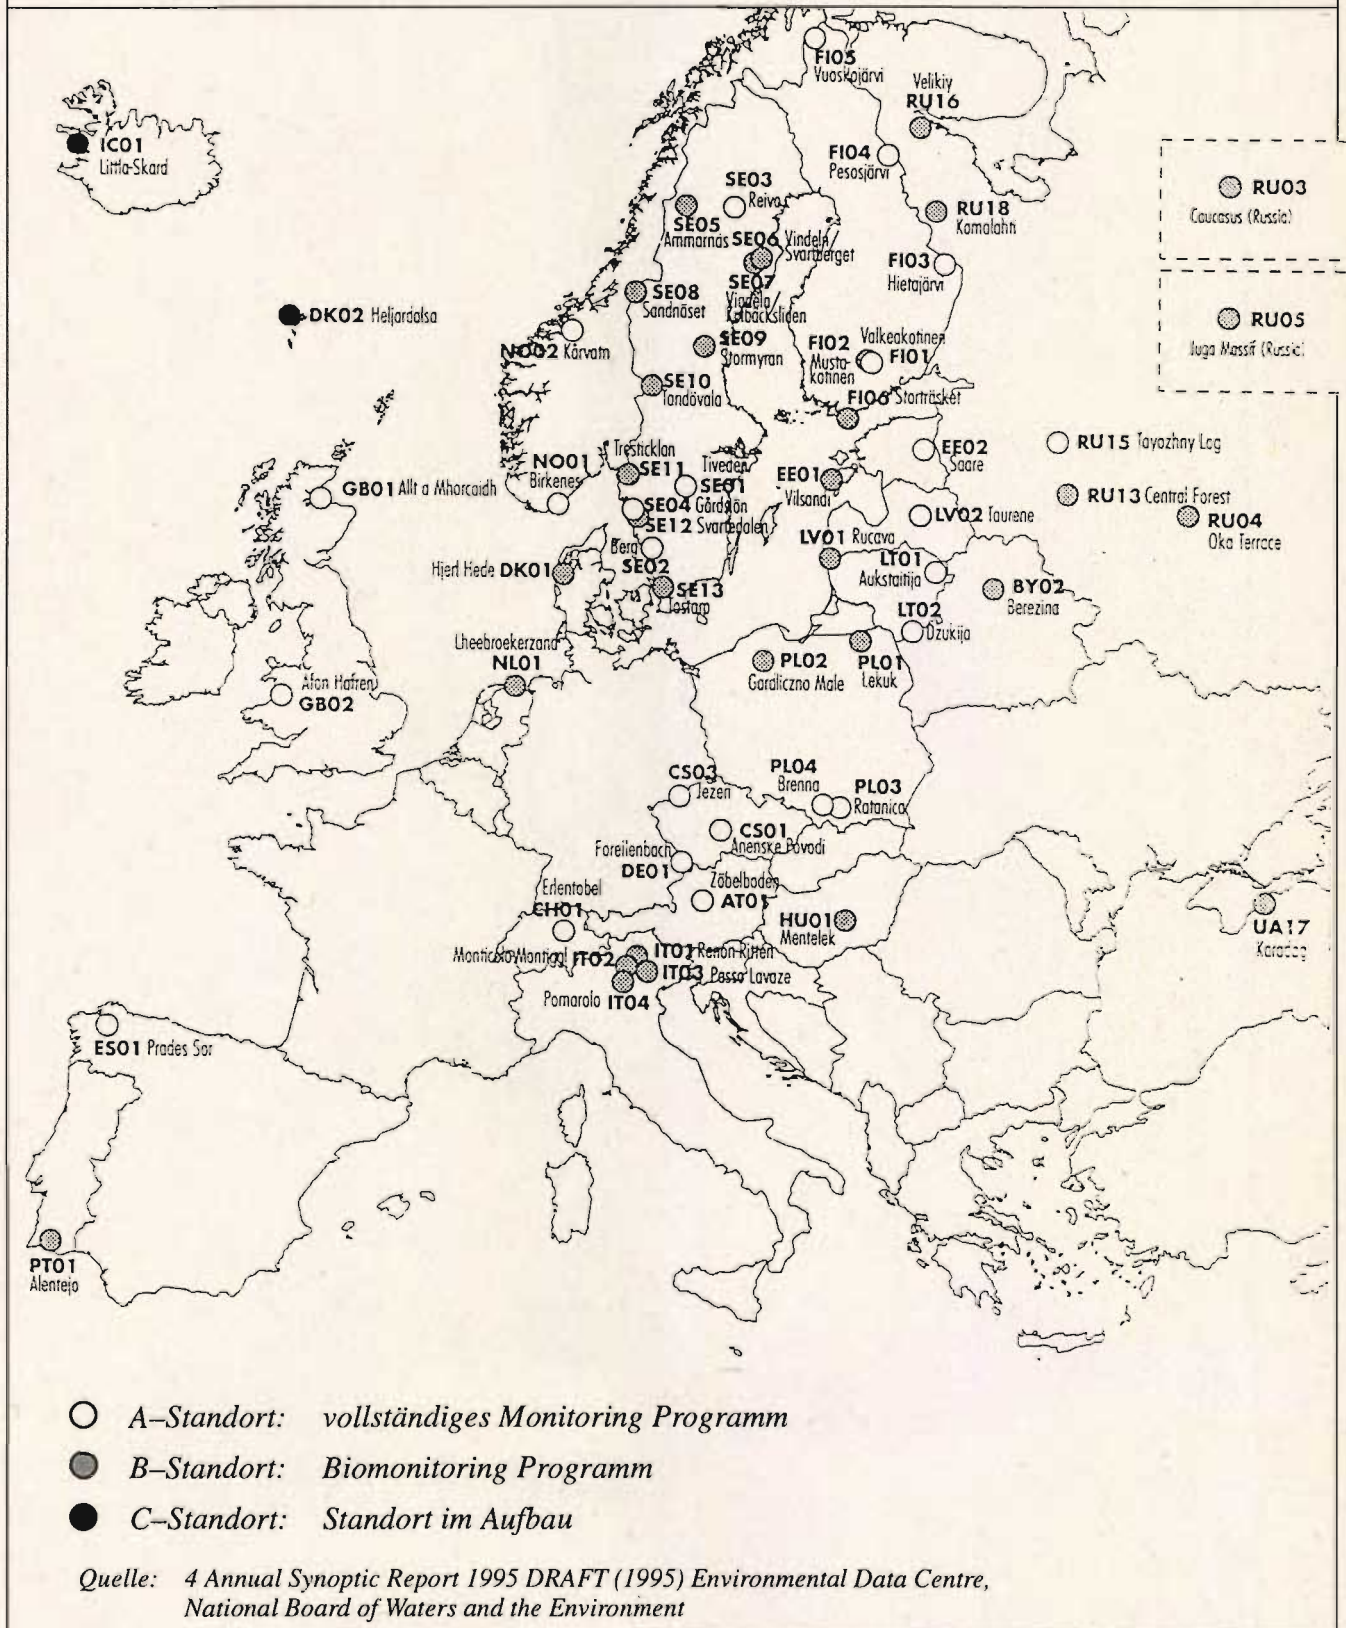 FI05
Vuoskojärvi
Velikiy
RU16
IC01
Littla-Skard
FI04
Pesosjärvi
SE03
Reivo
RU03
Caucasus (Russia)
SE05
Ammarnäs
RU18
Kamalahti
SE06
Vindeln/
Svartberget
FI03
Hietajärvi
SE07
Vindeln/
Kulbäcksliden
SE08
Sandnäset
DK02 Heljardalsa
RU05
Massif (Russia)
NO02 Kårvatn
SE09
Stormyran
FI02
Musta-
kotinen
Valkeakotinen
FI01
SE10
Tandövala
FI06 Storträsket
RU15 Tayozhny Log
EE02
Saare
Tresticklan
SE11
Tiveden
SE01
NO01
Birkenes
EE01
Vilsandi
GB01 Allt a Mharcaidh
RU13 Central Forest
RU04
Oka Terrace
SE04 Gårdsjön
SE12 Svartedalen
LV02 Taurene
LV01 Rucava
Berg
SE02
LT01
Aukstaitija
Hjerl Hede DK01
SE13
Tostarp
BY02
Berezina
LT02
Dzukija
Lheebroekerzand
NL01
PL02
Gardliczno Male
PL01
Lekuk
Afon Hafren
GB02
CS03
Jezeri
PL04
Brenna
PL03
Ratanica
CS01
Anenske Povodi
Forellenbach
DE01
Zöbelboden
AT01
Erlentobel
CH01
HU01
Mentelek
UA17
Karadag
IT02
IT01 Renon Ritten
IT03 Passo Lavaze
Pomarolo IT04
ES01 Prades Sor
PT01
Alentejo
A–Standort: vollständiges Monitoring Programm
B–Standort: Biomonitoring Programm
C–Standort: Standort im Aufbau
Quelle: 4 Annual Synoptic Report 1995 DRAFT (1995) Environmental Data Centre,
National Board of Waters and the Environment